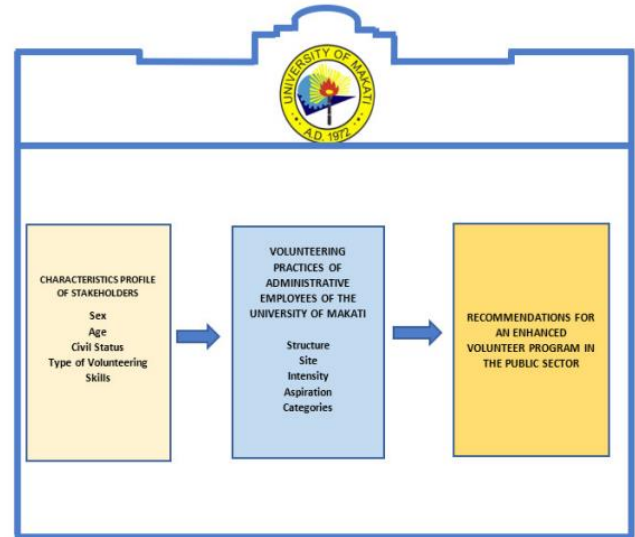 UNIVERSITY OF MAKATI
A.D. 1972
CHARACTERISTICS PROFILE
OF STAKEHOLDERS
Sex
Age
Civil Status
Type of Volunteering
Skills
VOLUNTEERING
PRACTICES OF
ADMINISTRATIVE
EMPLOYEES OF THE
UNIVERSITY OF MAKATI
Structure
Site
Intensity
Aspiration
Categories
RECOMMENDATIONS FOR
AN ENHANCED
VOLUNTEER PROGRAM IN
THE PUBLIC SECTOR